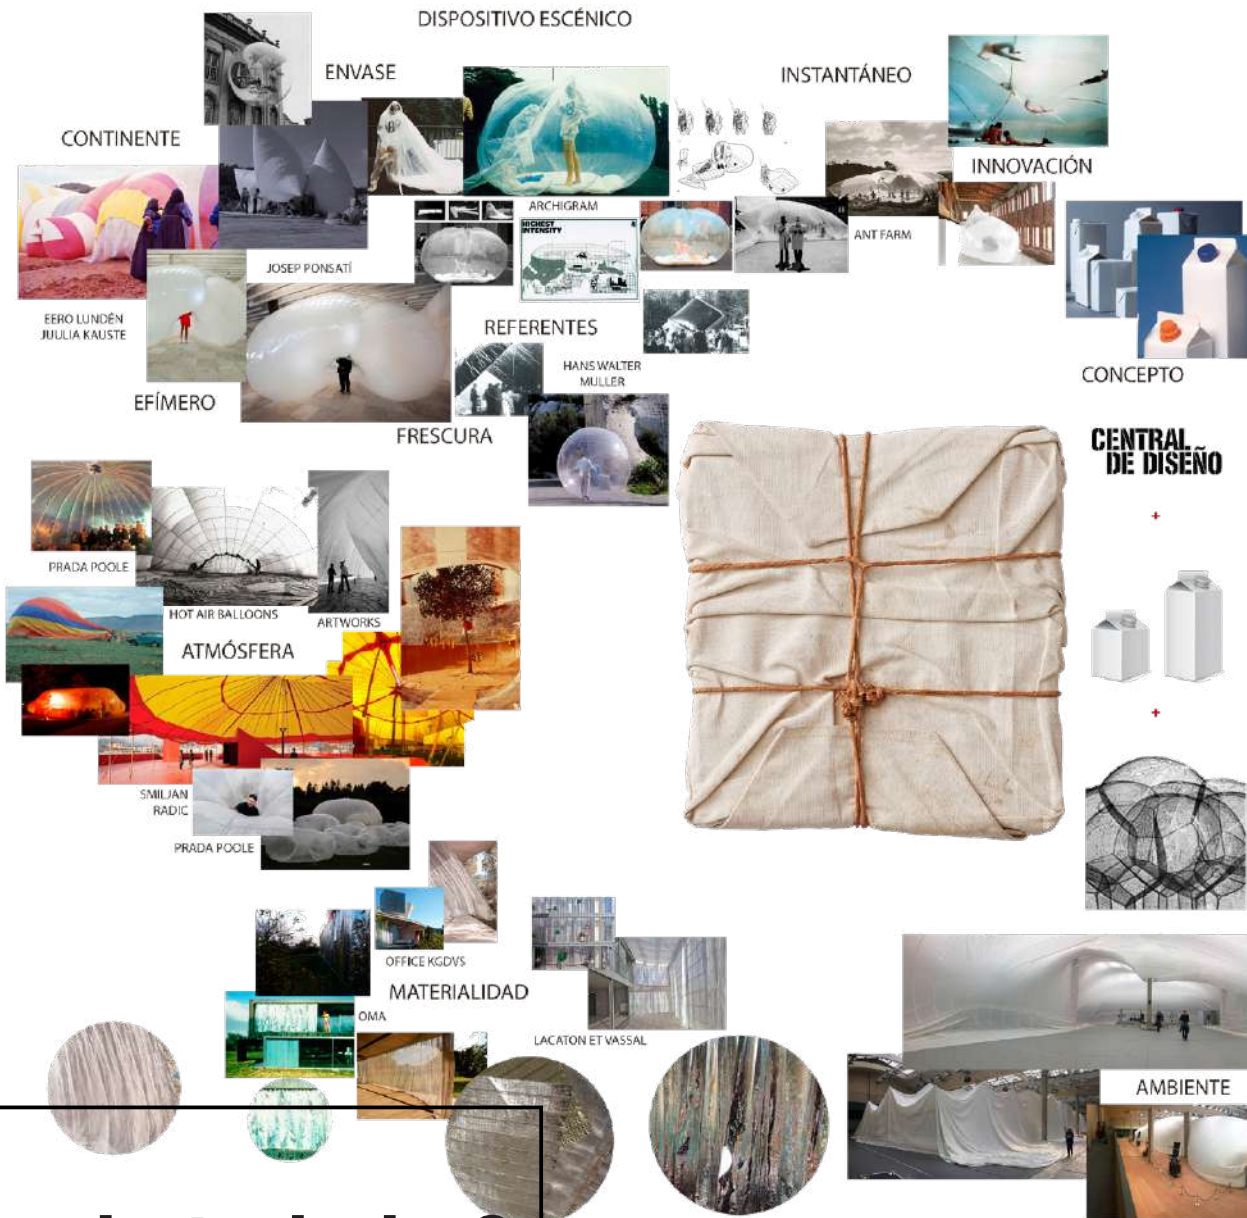 DISPOSITIVO ESCÉNICO
ENVASE
INSTANTÁNEO
CONTINENTE
INNOVACIÓN
ARCHIGRAM
HIGHEST
INTENSITY
ANT FARM
JOSEP PONSATÍ
EERO LUNDÉN
JUULIA KAUSTE
REFERENTES
HANS WALTER
MULLER
CONCEPTO
EFÍMERO
FRESCURA
CENTRAL
DE DISEÑO
+
PRADA POOLE
HOT AIR BALLOONS
ARTWORKS
ATMÓSFERA
+
SMILJAN
RADIC
PRADA POOLE
OFFICE KGDVS
MATERIALIDAD
OMA
LACATON ET VASSAL
AMBIENTE